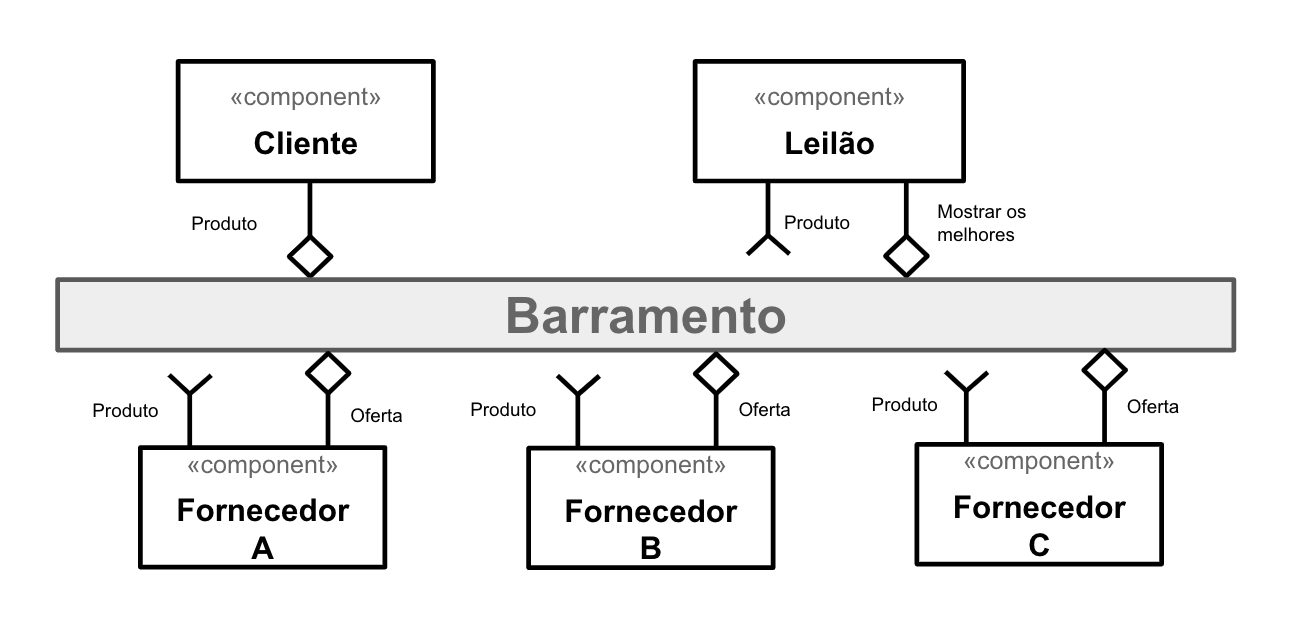 «component»
Cliente
«component»
Leilão
Produto
Produto
Mostrar os
melhores
Barramento
Produto
Oferta
Produto
Oferta
Produto
Oferta
«component»
Fornecedor
A
«component»
Fornecedor
B
«component»
Fornecedor
C